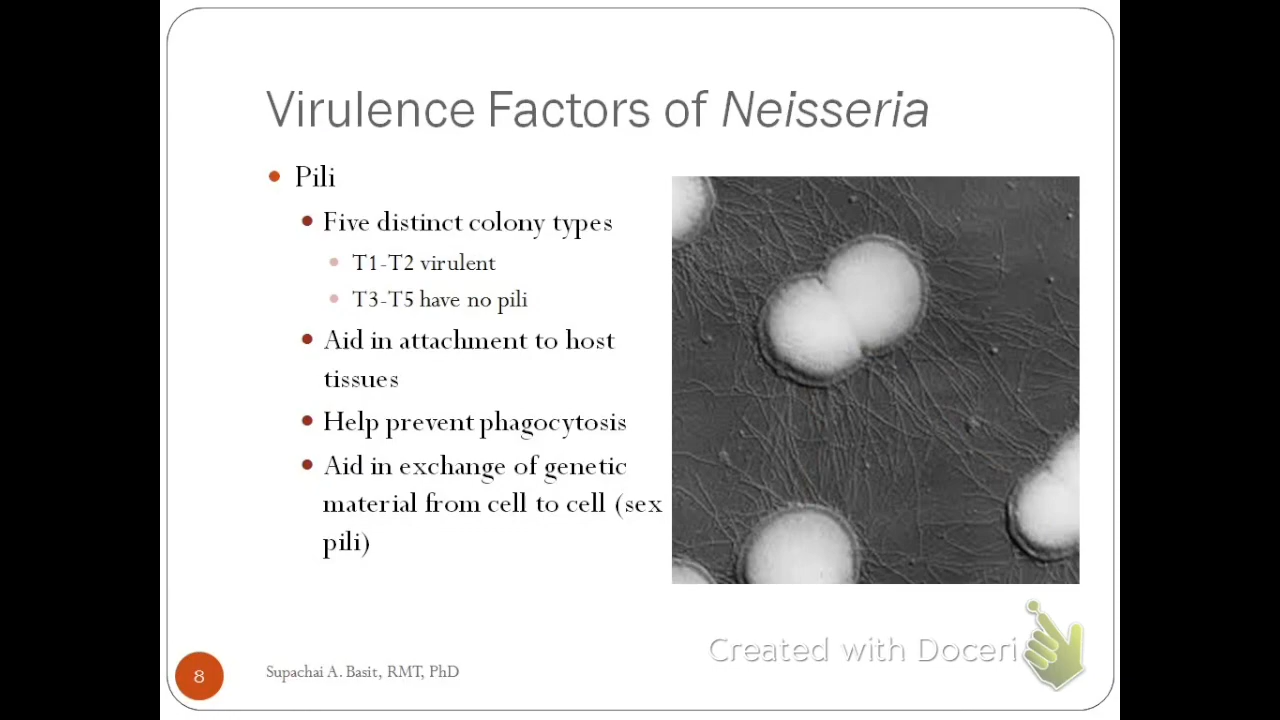 Virulence Factors of Neisseria
Pili
Five distinct colony types
T1-T2 virulent
T3-T5 have no pili
Aid in attachment to host
tissues
Help prevent phagocytosis
Aid in exchange of genetic
material from cell to cell (sex
pili)
Created with Doceri
8
Supachai A. Basit, RMT, PhD